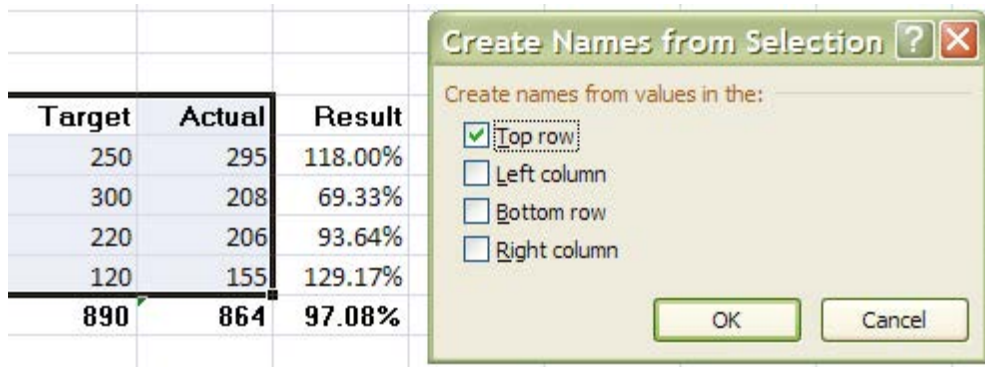 Target Actual Result
250 295 118.00%
300 208 69.33%
220 206 93.64%
120 155 129.17%
890 864 97.08%
Create Names from Selection
Create names from values in the:
Top row
Left column
Bottom row
Right column
OK Cancel